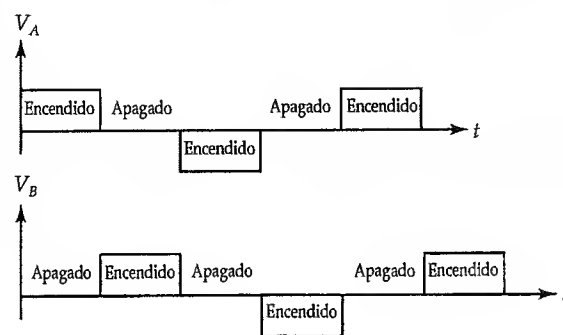 V_A
Encendido Apagado Apagado Encendido
t
Encendido
V_B
Apagado Encendido Apagado Apagado Encendido
Encendido